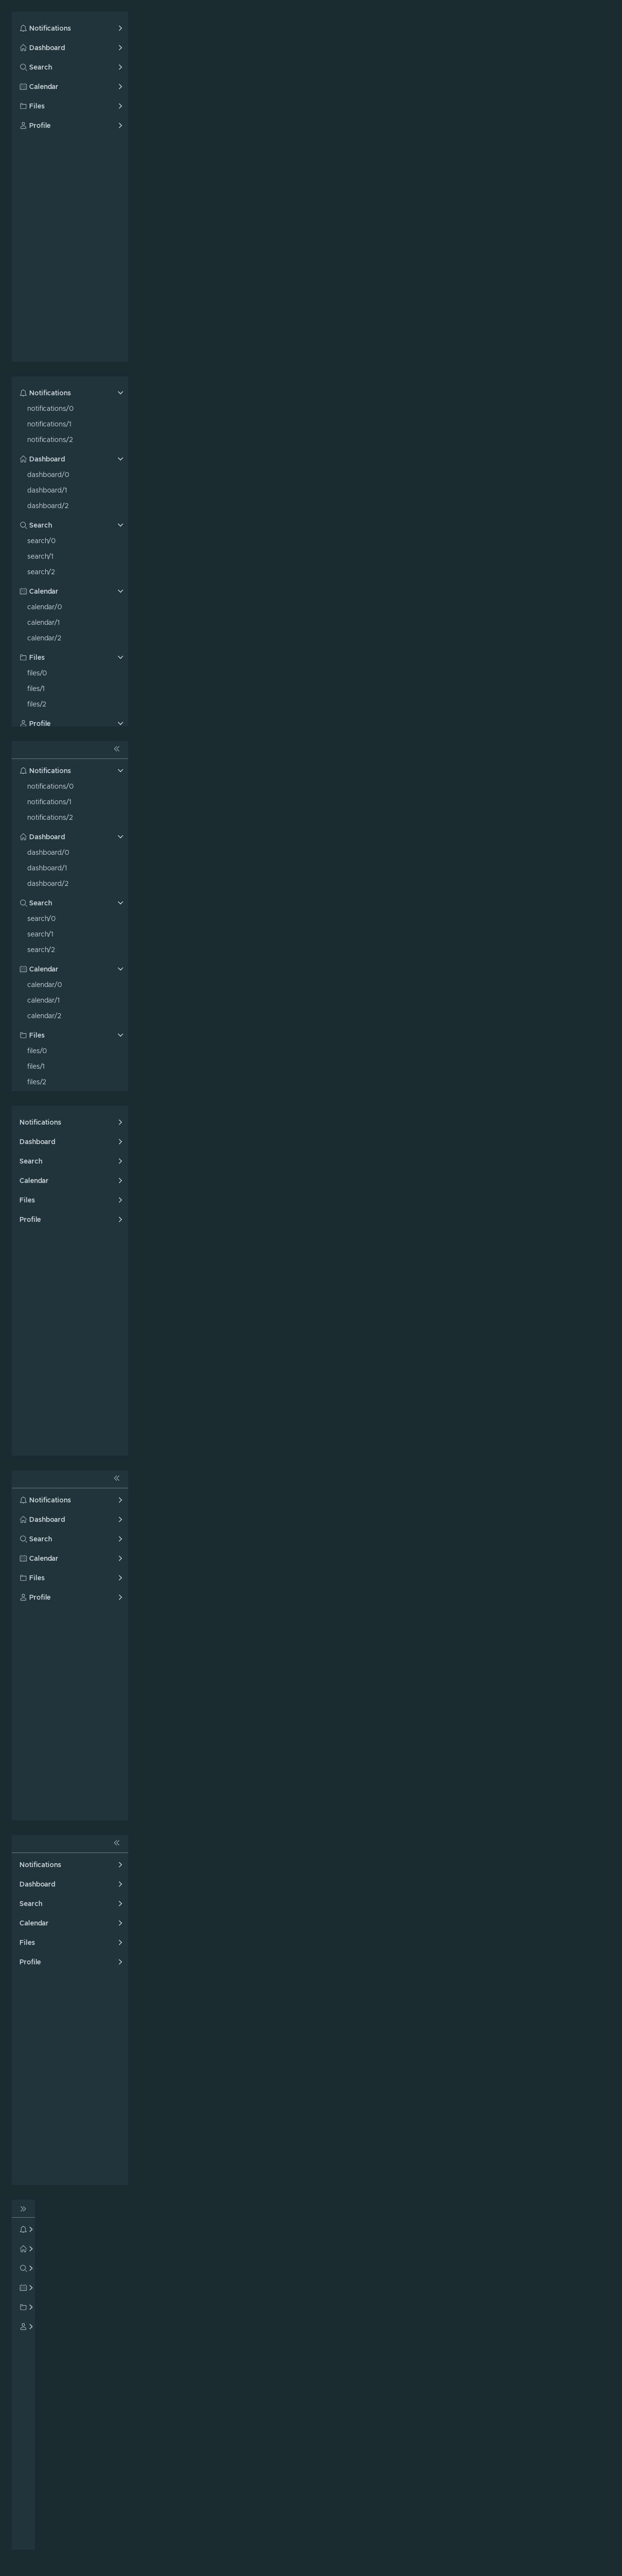 Notifications
Dashboard
Search
Calendar
Files
Profile
Notifications
notifications/0
notifications/1
notifications/2
Dashboard
dashboard/0
dashboard/1
dashboard/2
Search
search/0
search/1
search/2
Calendar
calendar/0
calendar/1
calendar/2
Files
files/0
files/1
files/2
Profile
Notifications
notifications/0
notifications/1
notifications/2
Dashboard
dashboard/0
dashboard/1
dashboard/2
Search
search/0
search/1
search/2
Calendar
calendar/0
calendar/1
calendar/2
Files
files/0
files/1
files/2
Notifications
Dashboard
Search
Calendar
Files
Profile
Notifications
Dashboard
Search
Calendar
Files
Profile
Notifications
Dashboard
Search
Calendar
Files
Profile